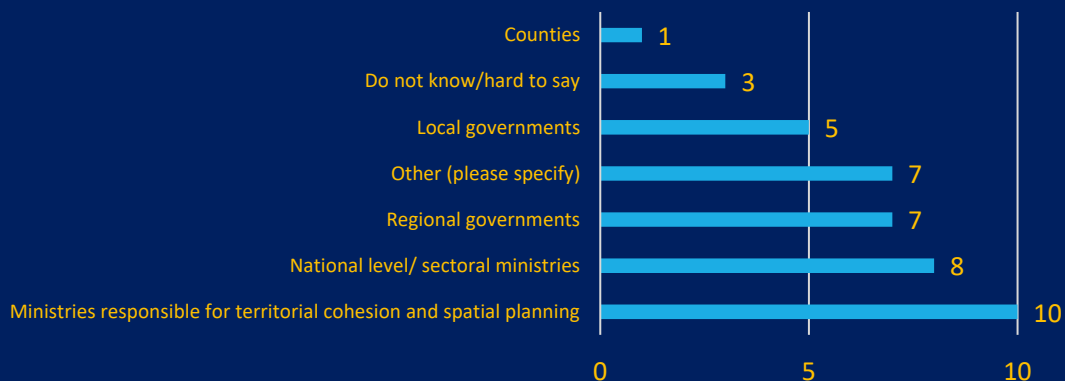 Counties 1
Do not know/hard to say 3
Local governments 5
Other (please specify) 7
Regional governments 7
National level/ sectoral ministries 8
Ministries responsible for territorial cohesion and spatial planning 10
0 5 10